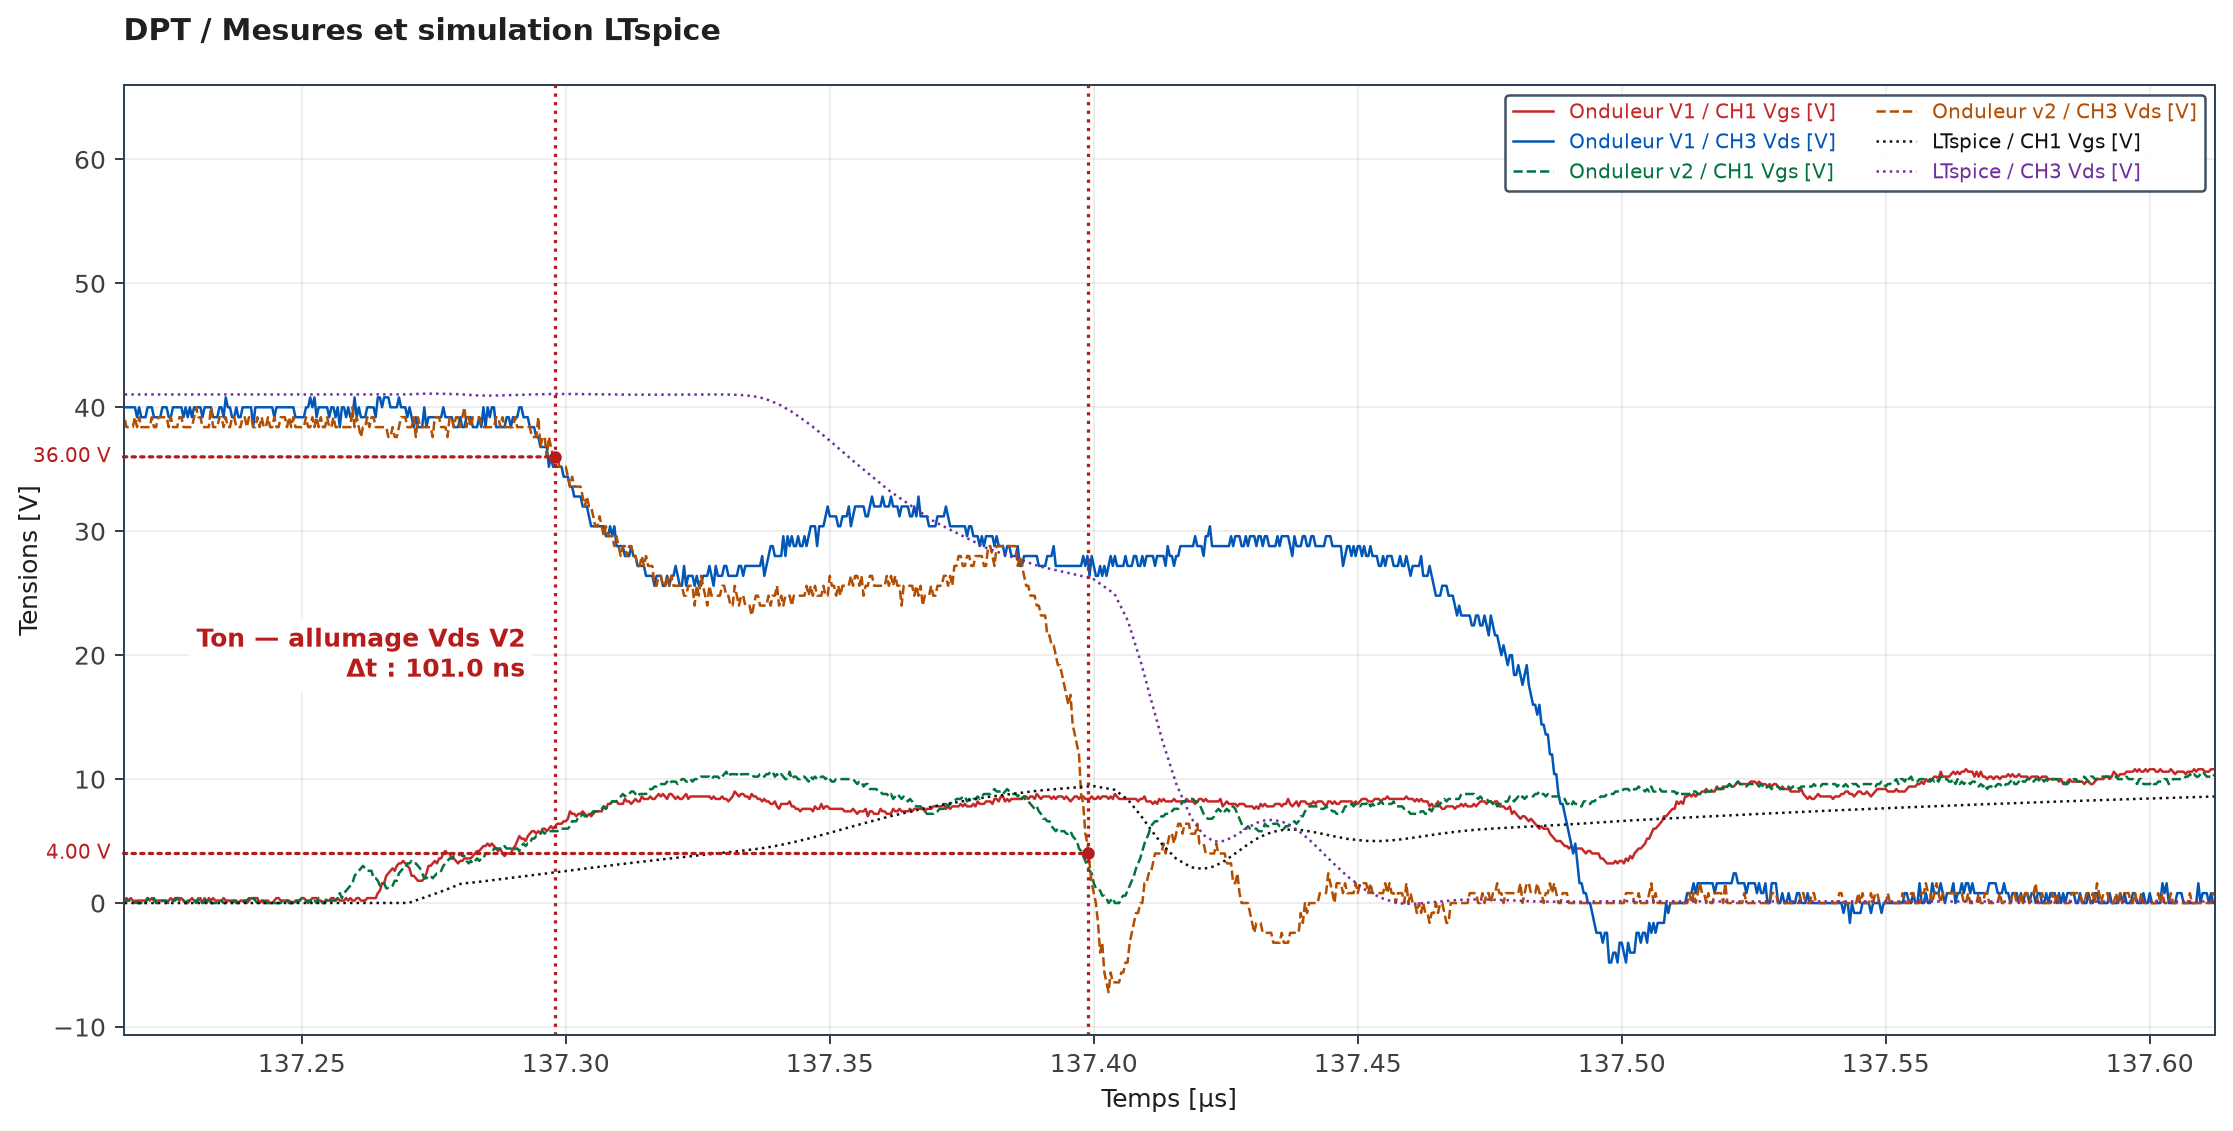 DPT / Mesures et simulation LTspice
Onduleur V1 / CH1 Vgs [V]
Onduleur V1 / CH3 Vds [V]
Onduleur v2 / CH1 Vgs [V]
Onduleur v2 / CH3 Vds [V]
LTspice / CH1 Vgs [V]
LTspice / CH3 Vds [V]
Tensions [V]
60
50
40
36.00 V
30
20
10
4.00 V
0
−10
Ton — allumage Vds V2
Δt : 101.0 ns
137.25
137.30
137.35
137.40
137.45
137.50
137.55
137.60
Temps [µs]